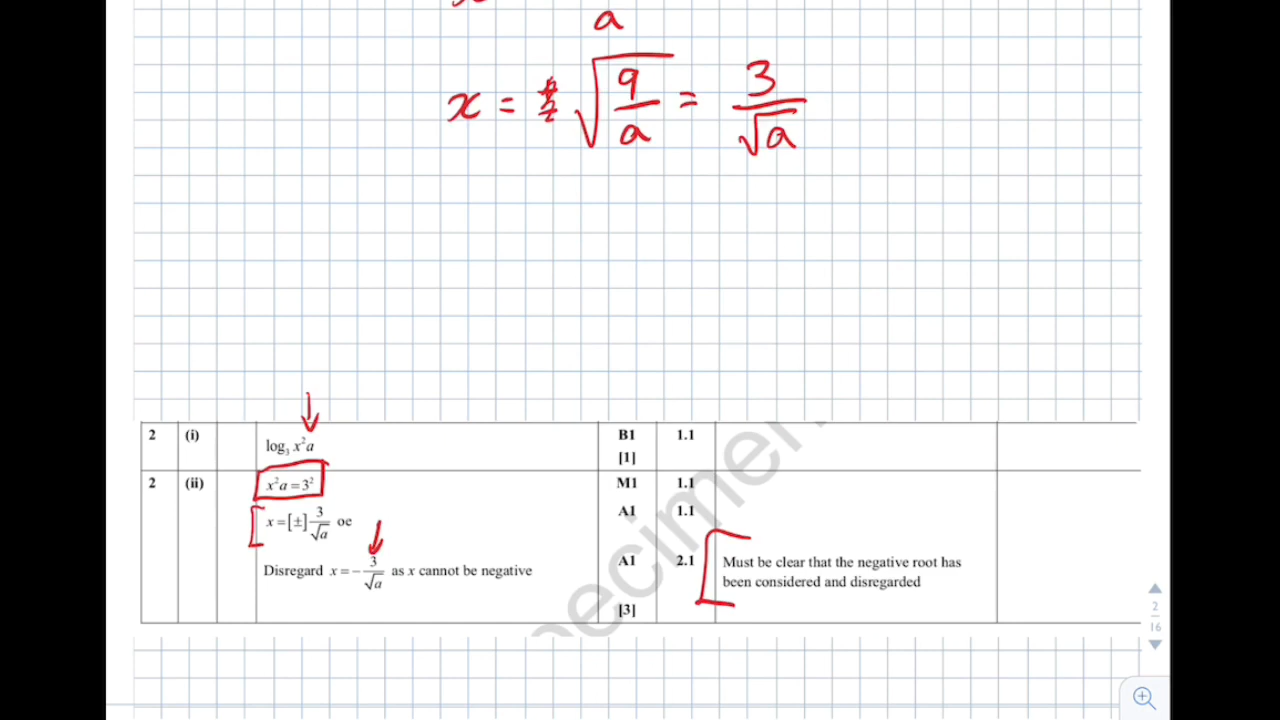 a
x = ± √(9/a) = 3/√a
2 (i) log₃ x²a B1 1.1
[1]
2 (ii) x²a = 3² M1 1.1
x = [±] 3/√a oe A1 1.1
Disregard x = − 3/√a as x cannot be negative A1 2.1 Must be clear that the negative root has
been considered and disregarded
[3]
ecimen
2
16